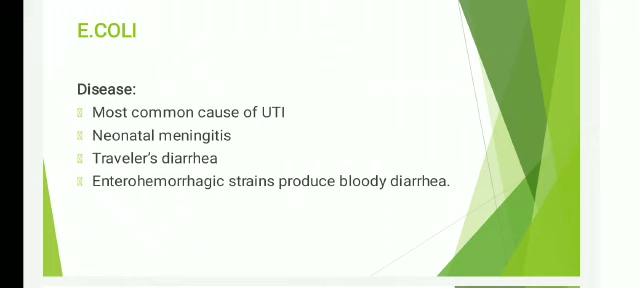 E.COLI
Disease:
Most common cause of UTI
Neonatal meningitis
Traveler's diarrhea
Enterohemorrhagic strains produce bloody diarrhea.